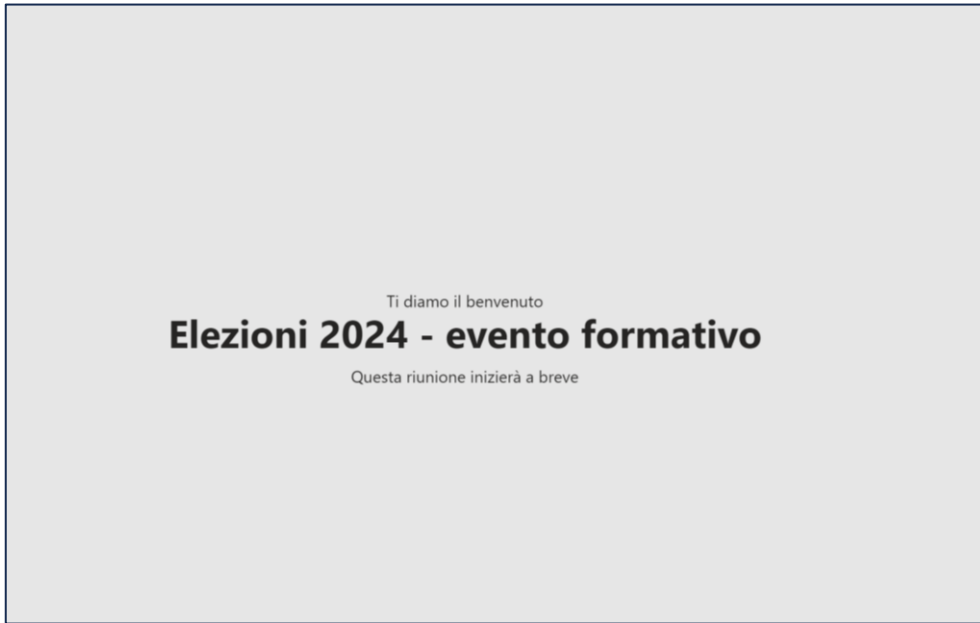 Ti diamo il benvenuto
Elezioni 2024 - evento formativo
Questa riunione inizierà a breve